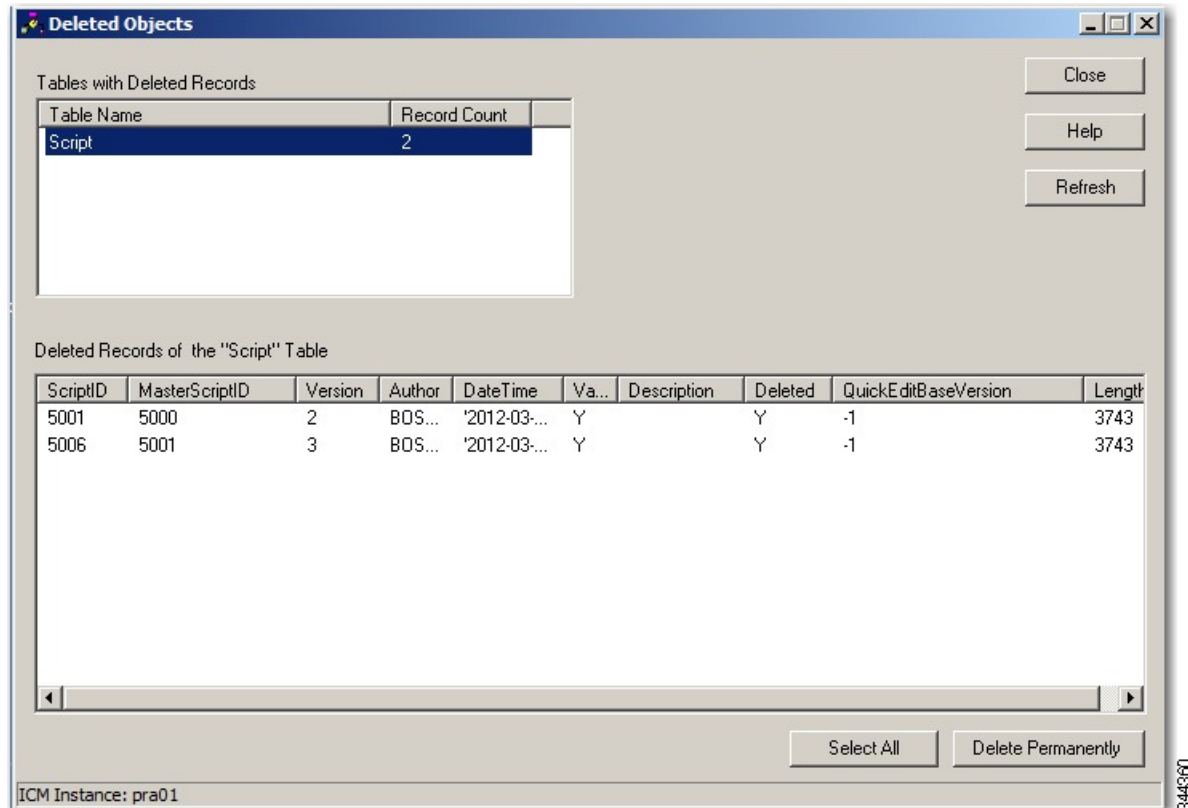 Deleted Objects
Tables with Deleted Records
Close
Table Name Record Count
Script 2
Help
Refresh
Deleted Records of the "Script" Table
ScriptID MasterScriptID Version Author DateTime Va... Description Deleted QuickEditBaseVersion Length
5001 5000 2 BOS... '2012-03-... Y Y -1 3743
5006 5001 3 BOS... '2012-03-... Y Y -1 3743
Select All Delete Permanently
ICM Instance: pra01
344360